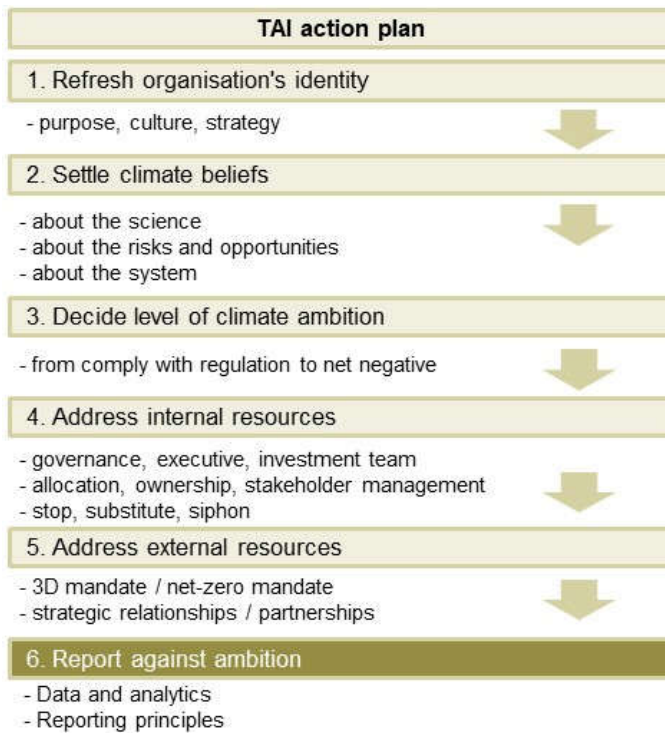 TAI action plan
1. Refresh organisation's identity
- purpose, culture, strategy
2. Settle climate beliefs
- about the science
- about the risks and opportunities
- about the system
3. Decide level of climate ambition
- from comply with regulation to net negative
4. Address internal resources
- governance, executive, investment team
- allocation, ownership, stakeholder management
- stop, substitute, siphon
5. Address external resources
- 3D mandate / net-zero mandate
- strategic relationships / partnerships
6. Report against ambition
- Data and analytics
- Reporting principles